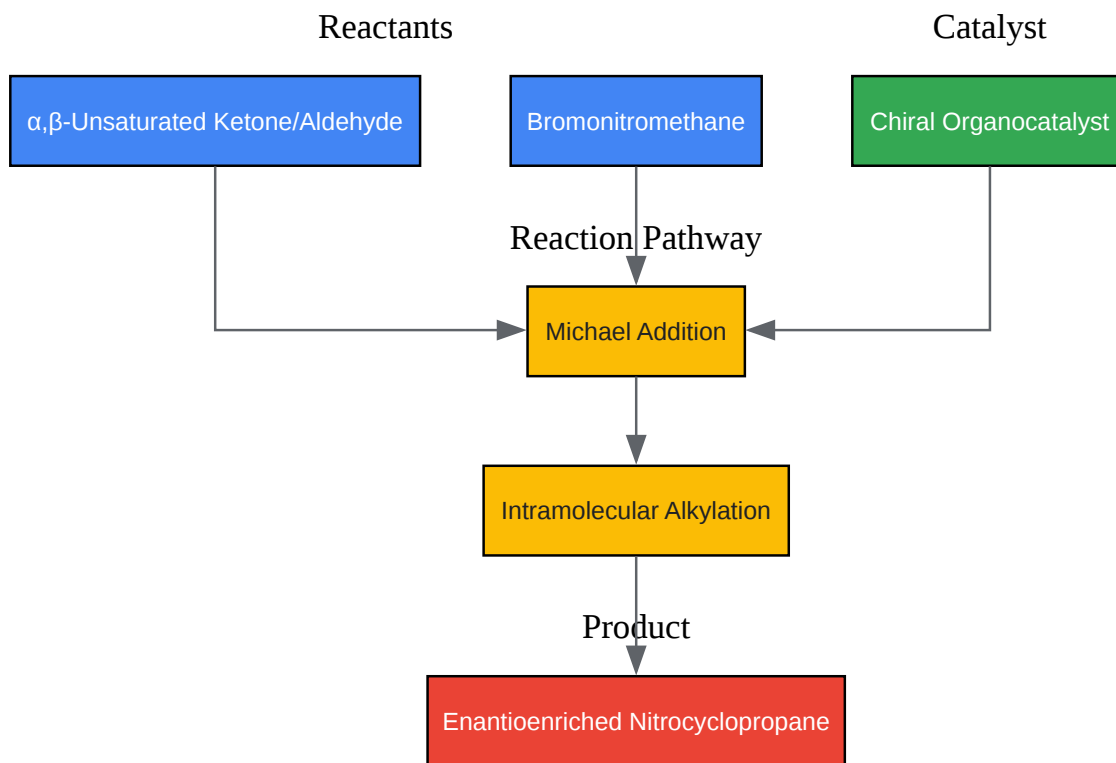 Reactants
Catalyst
α,β-Unsaturated Ketone/Aldehyde
Bromonitromethane
Chiral Organocatalyst
Reaction Pathway
Michael Addition
Intramolecular Alkylation
Product
Enantioenriched Nitrocyclopropane